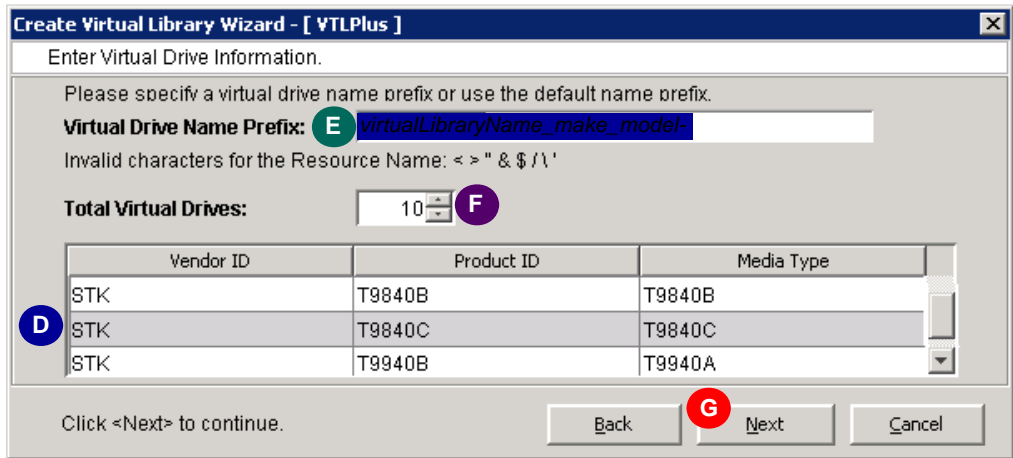 Create Virtual Library Wizard - [ VTLPlus ]
Enter Virtual Drive Information.
Please specify a virtual drive name prefix or use the default name prefix.
Virtual Drive Name Prefix: E virtualLibraryName_make_model-
Invalid characters for the Resource Name: < > " & $ / \ '
Total Virtual Drives: 10 F
Vendor ID Product ID Media Type
STK T9840B T9840B
D STK T9840C T9840C
STK T9940B T9940A
Click <Next> to continue. Back G Next Cancel